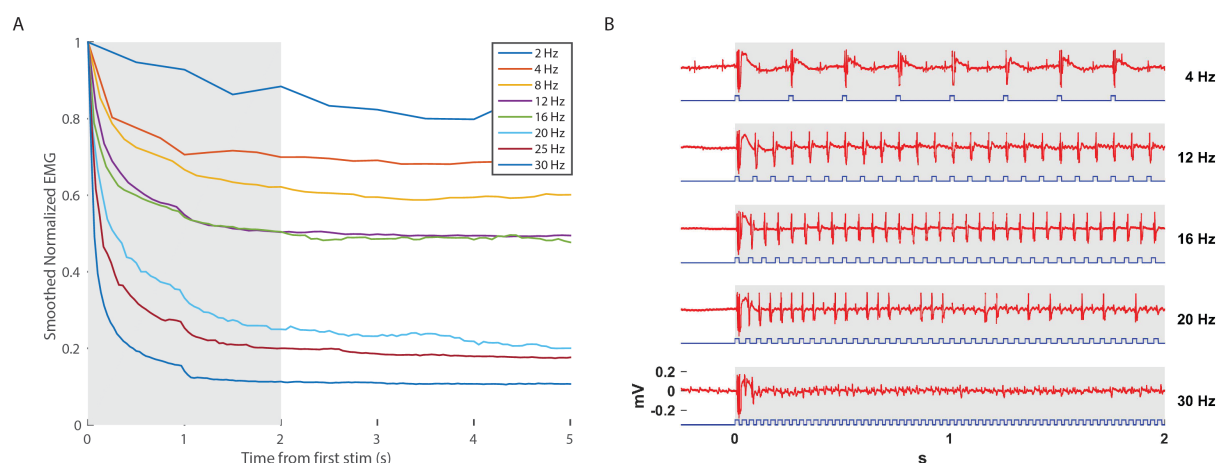 A
Smoothed Normalized EMG
1
0.8
0.6
0.4
0.2
0
0 1 2 3 4 5
Time from first stim (s)
2 Hz
4 Hz
8 Hz
12 Hz
16 Hz
20 Hz
25 Hz
30 Hz
B
4 Hz
12 Hz
16 Hz
20 Hz
30 Hz
mV
0.2
0
-0.2
0 1 2
s